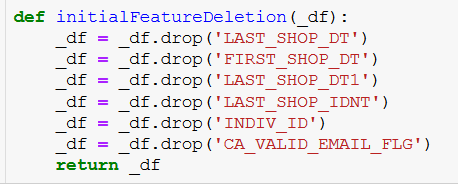 def initialFeatureDeletion(_df):
    _df = _df.drop('LAST_SHOP_DT')
    _df = _df.drop('FIRST_SHOP_DT')
    _df = _df.drop('LAST_SHOP_DT1')
    _df = _df.drop('LAST_SHOP_IDNT')
    _df = _df.drop('INDIV_ID')
    _df = _df.drop('CA_VALID_EMAIL_FLG')
    return _df